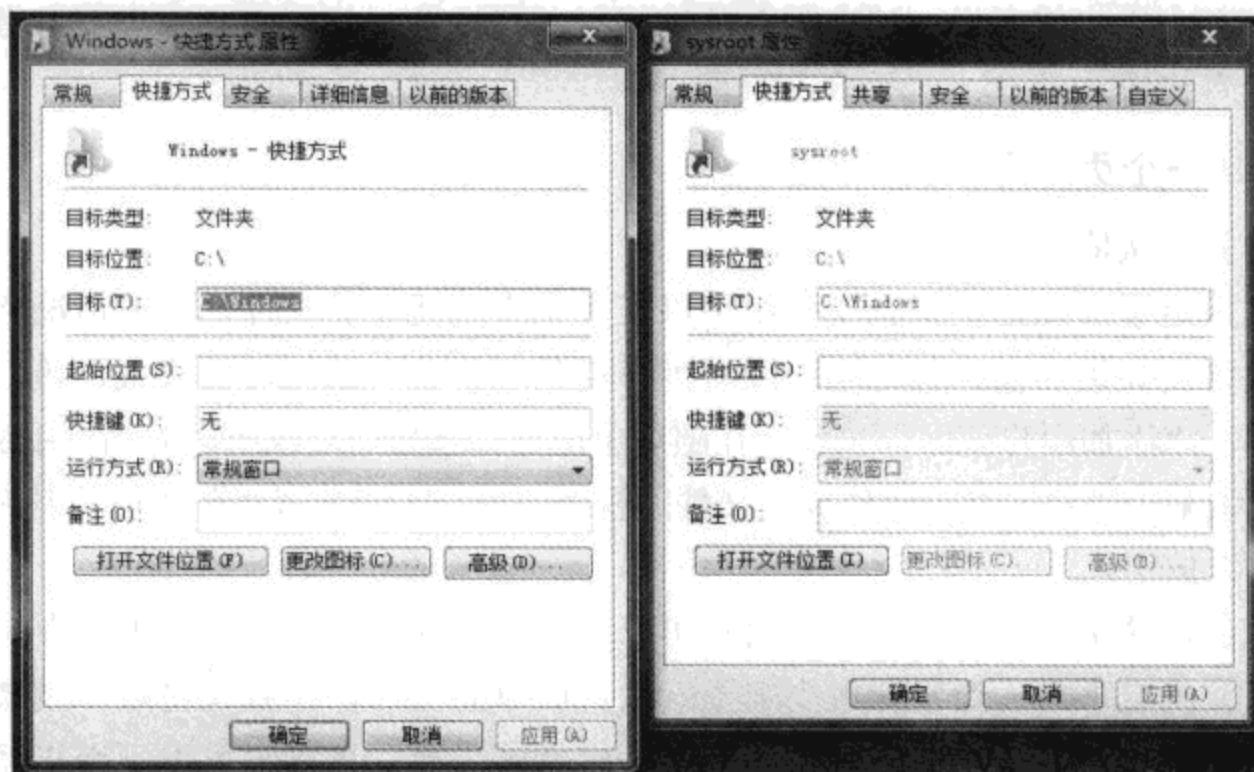 Windows - 快捷方式 属性
常规 快捷方式 安全 详细信息 以前的版本
Windows - 快捷方式
目标类型: 文件夹
目标位置: C:\
目标(T): C:\Windows
起始位置(S):
快捷键(K): 无
运行方式(R): 常规窗口
备注(O):
打开文件位置(F) 更改图标(C)... 高级(D)...
确定 取消 应用(A)
sysroot 属性
常规 快捷方式 共享 安全 以前的版本 自定义
sysroot
目标类型: 文件夹
目标位置: C:\
目标(T): C:\Windows
起始位置(S):
快捷键(K): 无
运行方式(R): 常规窗口
备注(O):
打开文件位置(I) 更改图标(C)... 高级(D)...
确定 取消 应用(A)